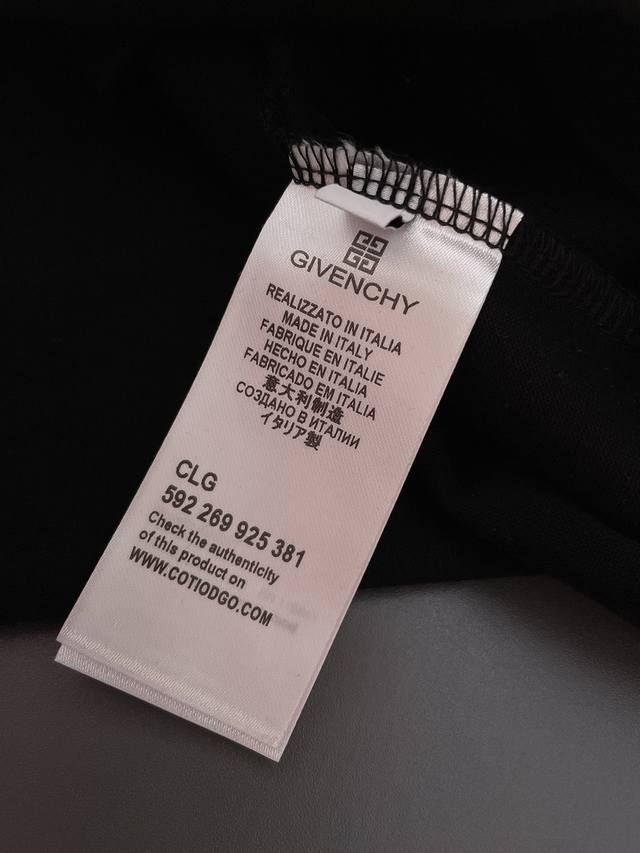 GIVENCHY
REALIZZATO IN ITALIA
MADE IN ITALY
FABRIQUE EN ITALIE
HECHO EN ITALIA
FABRICADO EM ITALIA
意大利制造
СОЗДАНО В ИТАЛИИ
イタリア製
CLG
592 269 925 381
Check the authenticity
of this product on
WWW.COTIODGO.COM